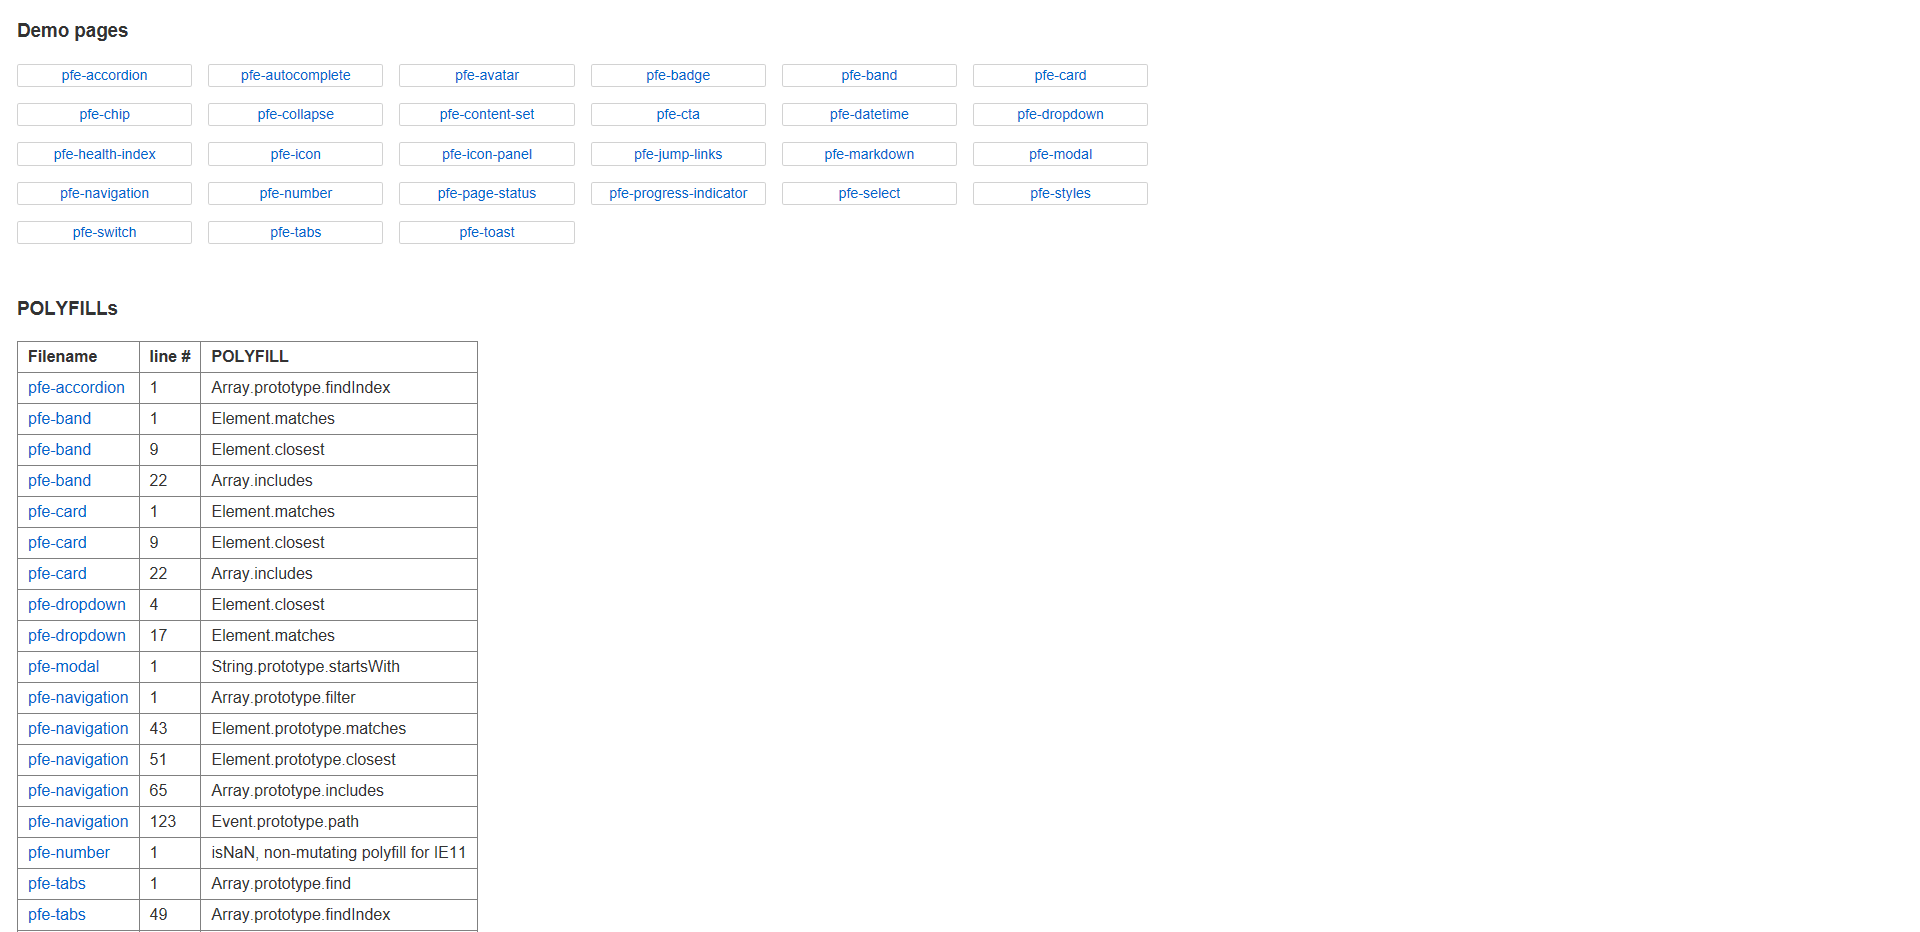 Demo pages
pfe-accordion pfe-autocomplete pfe-avatar pfe-badge pfe-band pfe-card
pfe-chip pfe-collapse pfe-content-set pfe-cta pfe-datetime pfe-dropdown
pfe-health-index pfe-icon pfe-icon-panel pfe-jump-links pfe-markdown pfe-modal
pfe-navigation pfe-number pfe-page-status pfe-progress-indicator pfe-select pfe-styles
pfe-switch pfe-tabs pfe-toast
POLYFILLs
Filename line # POLYFILL
pfe-accordion 1 Array.prototype.findIndex
pfe-band 1 Element.matches
pfe-band 9 Element.closest
pfe-band 22 Array.includes
pfe-card 1 Element.matches
pfe-card 9 Element.closest
pfe-card 22 Array.includes
pfe-dropdown 4 Element.closest
pfe-dropdown 17 Element.matches
pfe-modal 1 String.prototype.startsWith
pfe-navigation 1 Array.prototype.filter
pfe-navigation 43 Element.prototype.matches
pfe-navigation 51 Element.prototype.closest
pfe-navigation 65 Array.prototype.includes
pfe-navigation 123 Event.prototype.path
pfe-number 1 isNaN, non-mutating polyfill for IE11
pfe-tabs 1 Array.prototype.find
pfe-tabs 49 Array.prototype.findIndex